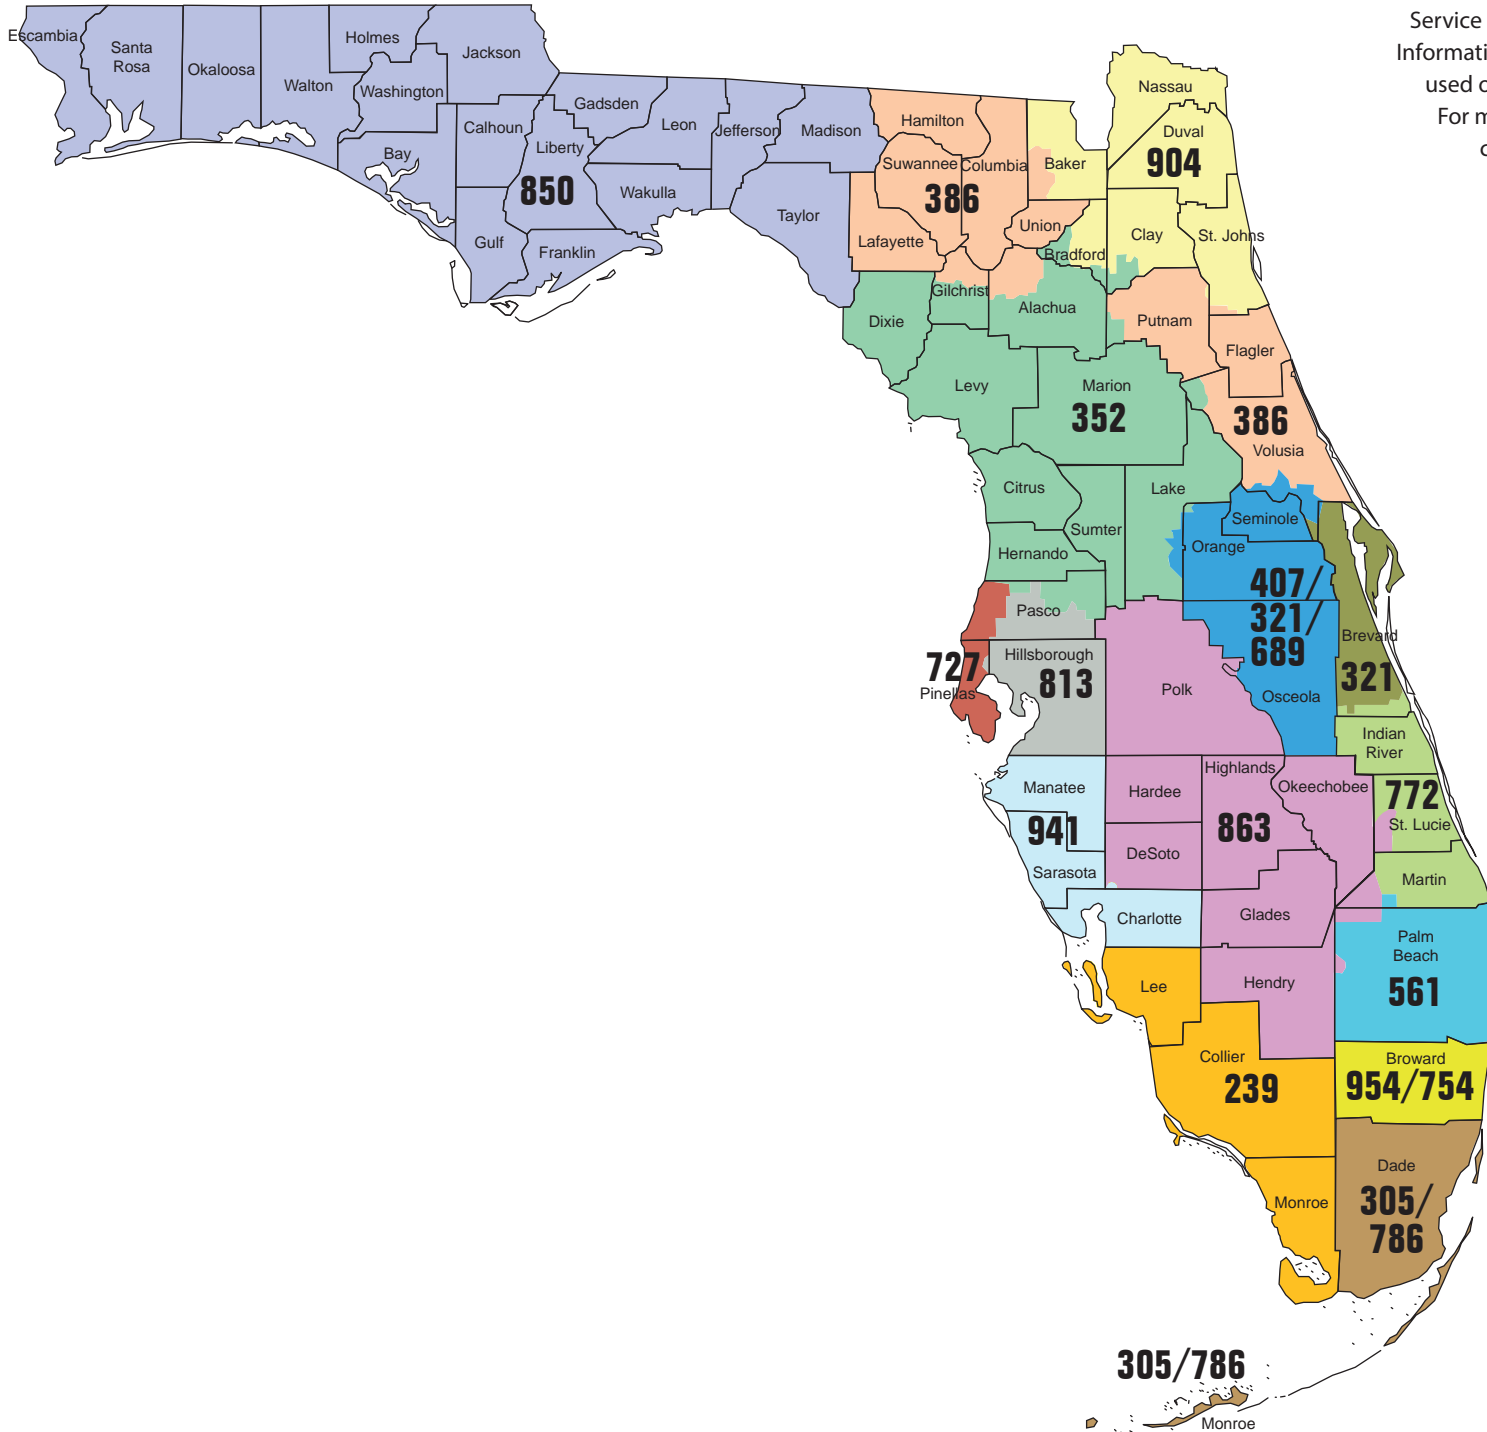 Service
Informati
used o
For m
c
Escambia
Santa
Rosa
Okaloosa
Walton
Holmes
Washington
Jackson
Bay
Calhoun
Gulf
Liberty
850
Franklin
Gadsden
Leon
Wakulla
Jefferson
Madison
Taylor
Hamilton
Suwannee
Columbia
386
Lafayette
Baker
Union
Bradford
Nassau
Duval
904
Clay
St. Johns
Gilchrist
Dixie
Alachua
Putnam
Flagler
Levy
Marion
352
386
Volusia
Citrus
Lake
Sumter
Hernando
Seminole
Orange
407/
321/
689
Osceola
Brevard
321
Pasco
Hillsborough
813
727
Pinellas
Polk
Indian
River
Manatee
941
Sarasota
Hardee
DeSoto
Highlands
863
Okeechobee
772
St. Lucie
Martin
Charlotte
Glades
Lee
Hendry
Palm
Beach
561
Collier
239
Broward
954/754
Monroe
Dade
305/
786
305/786
Monroe